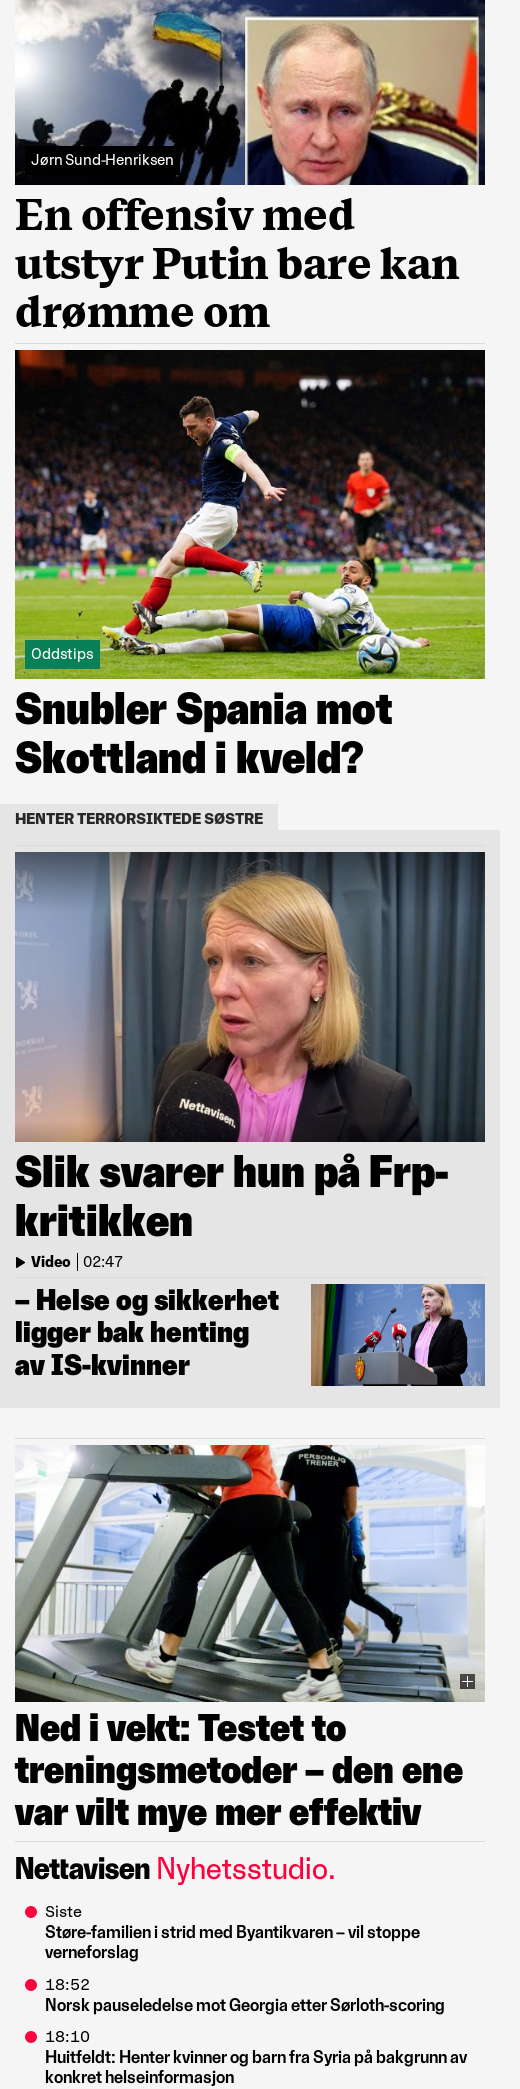 Jørn Sund-Henriksen
En offensiv med
utstyr Putin bare kan
drømme om
Oddstips
Snubler Spania mot
Skottland i kveld?
HENTER TERRORSIKTEDE SØSTRE
Nettavisen.
Slik svarer hun på Frp-
kritikken
Video | 02:47
– Helse og sikkerhet
ligger bak henting
av IS-kvinner
PERSONLIG
TRENER
Ned i vekt: Testet to
treningsmetoder – den ene
var vilt mye mer effektiv
Nettavisen Nyhetsstudio.
Siste
Støre-familien i strid med Byantikvaren – vil stoppe
verneforslag
18:52
Norsk pauseledelse mot Georgia etter Sørloth-scoring
18:10
Huitfeldt: Henter kvinner og barn fra Syria på bakgrunn av
konkret helseinformasjon